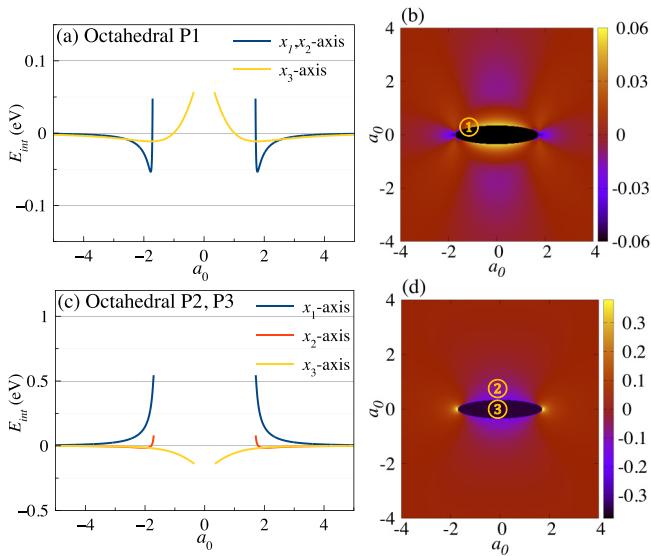 (a) Octahedral P1
x1,x2-axis
x3-axis
0.1
0
−0.1
Eint (eV)
−4 −2 0 2 4
a0
(b)
4
2
0
-2
-4
a0
1
-4 -2 0 2 4
a0
0.06
0.03
0
-0.03
-0.06
(c) Octahedral P2, P3
x1-axis
x2-axis
x3-axis
1
0.5
0
−0.5
Eint (eV)
−4 −2 0 2 4
a0
(d)
4
2
0
-2
-4
a0
2
3
-4 -2 0 2 4
a0
0.3
0.2
0.1
0
-0.1
-0.2
-0.3